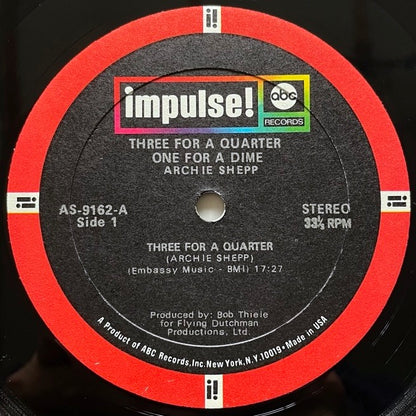 impulse! abc
RECORDS
THREE FOR A QUARTER
ONE FOR A DIME
ARCHIE SHEPP
AS-9162-A
Side 1
STEREO
33⅓ RPM
THREE FOR A QUARTER
(ARCHIE SHEPP)
(Embassy Music - BMI) 17:27
Produced by: Bob Thiele
for Flying Dutchman
Productions, Ltd.
A Product of ABC Records, Inc. New York, N.Y. 10019 • Made in USA
i!
i!
i!
i!